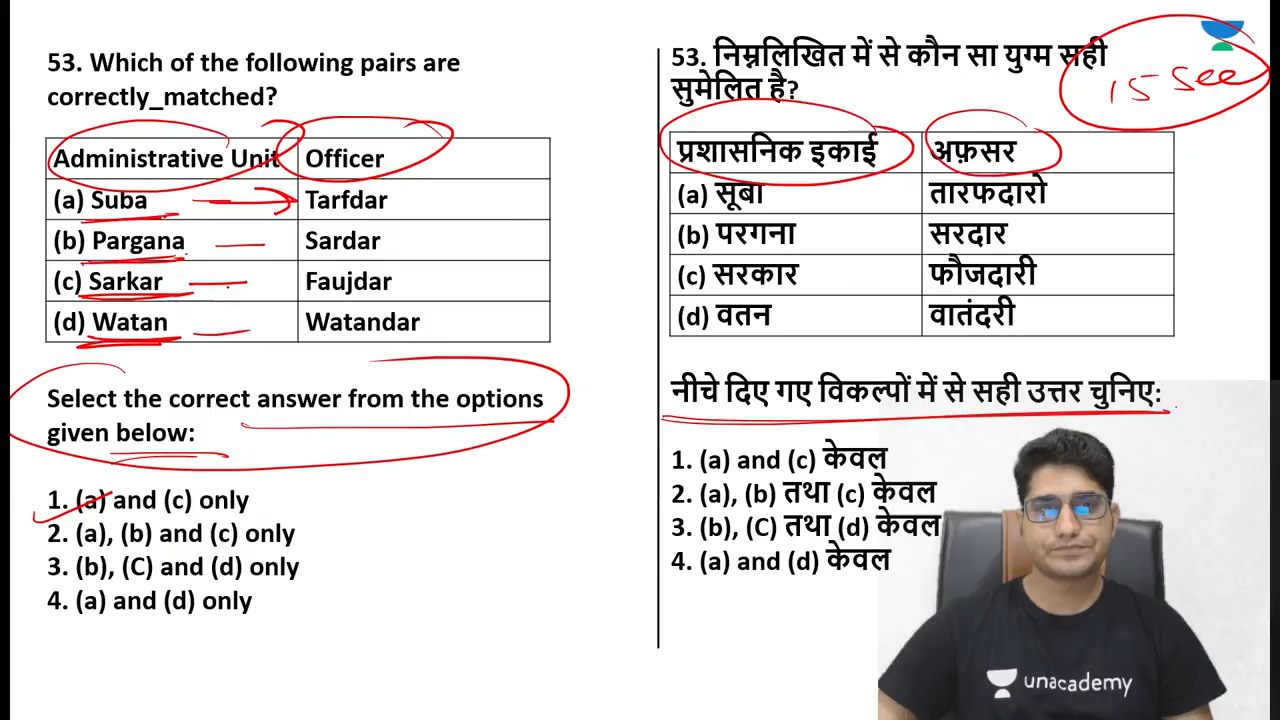 53. Which of the following pairs are
correctly_matched?
Administrative Unit Officer
(a) Suba Tarfdar
(b) Pargana Sardar
(c) Sarkar Faujdar
(d) Watan Watandar
Select the correct answer from the options
given below:
1. (a) and (c) only
2. (a), (b) and (c) only
3. (b), (C) and (d) only
4. (a) and (d) only
53. निम्नलिखित में से कौन सा युग्म सही
सुमेलित है?
15 See
प्रशासनिक इकाई अफ़सर
(a) सूबा तारफदारो
(b) परगना सरदार
(c) सरकार फौजदारी
(d) वतन वातंदरी
नीचे दिए गए विकल्पों में से सही उत्तर चुनिए:
1. (a) and (c) केवल
2. (a), (b) तथा (c) केवल
3. (b), (C) तथा (d) केवल
4. (a) and (d) केवल
unacademy